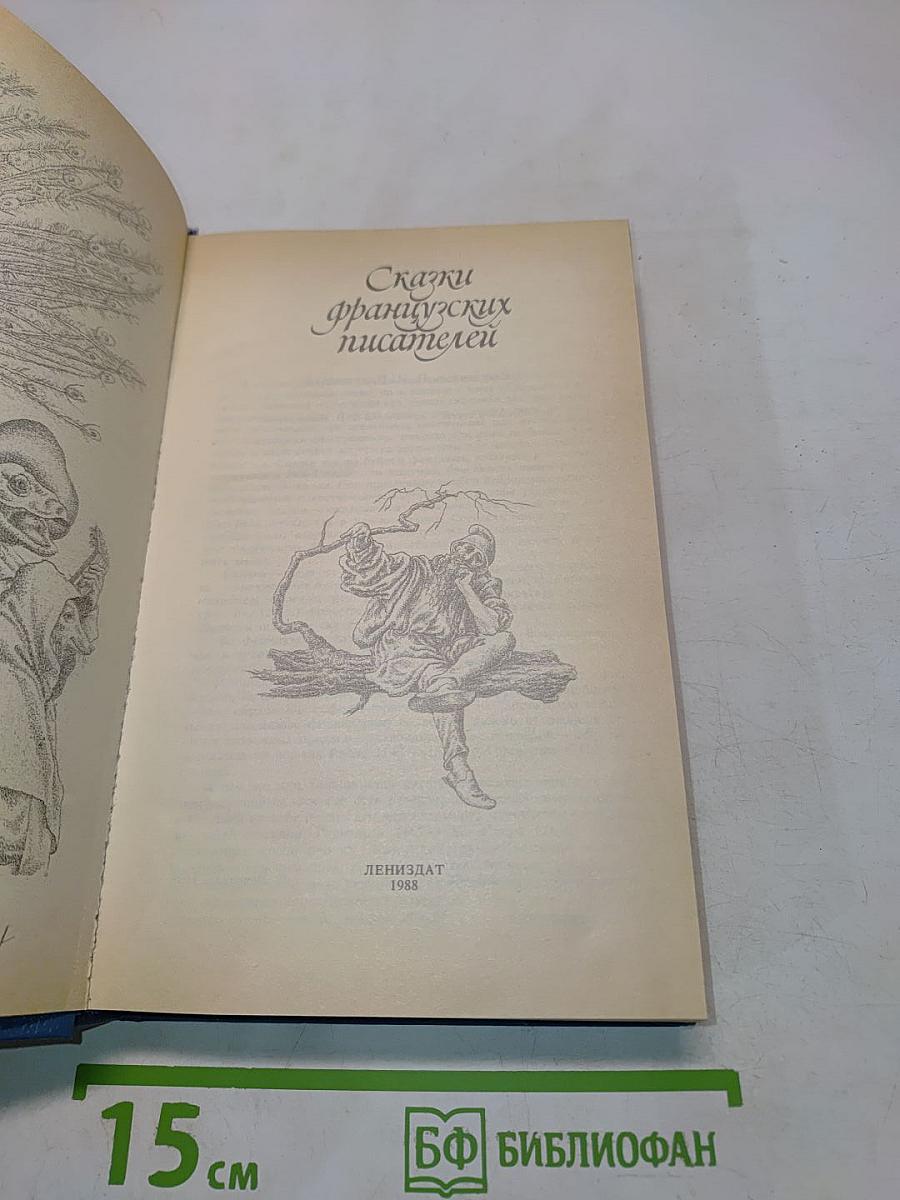 Сказки
французских
писателей
ЛЕНИЗДАТ
1988
15 см
БФ БИБЛИОФАН